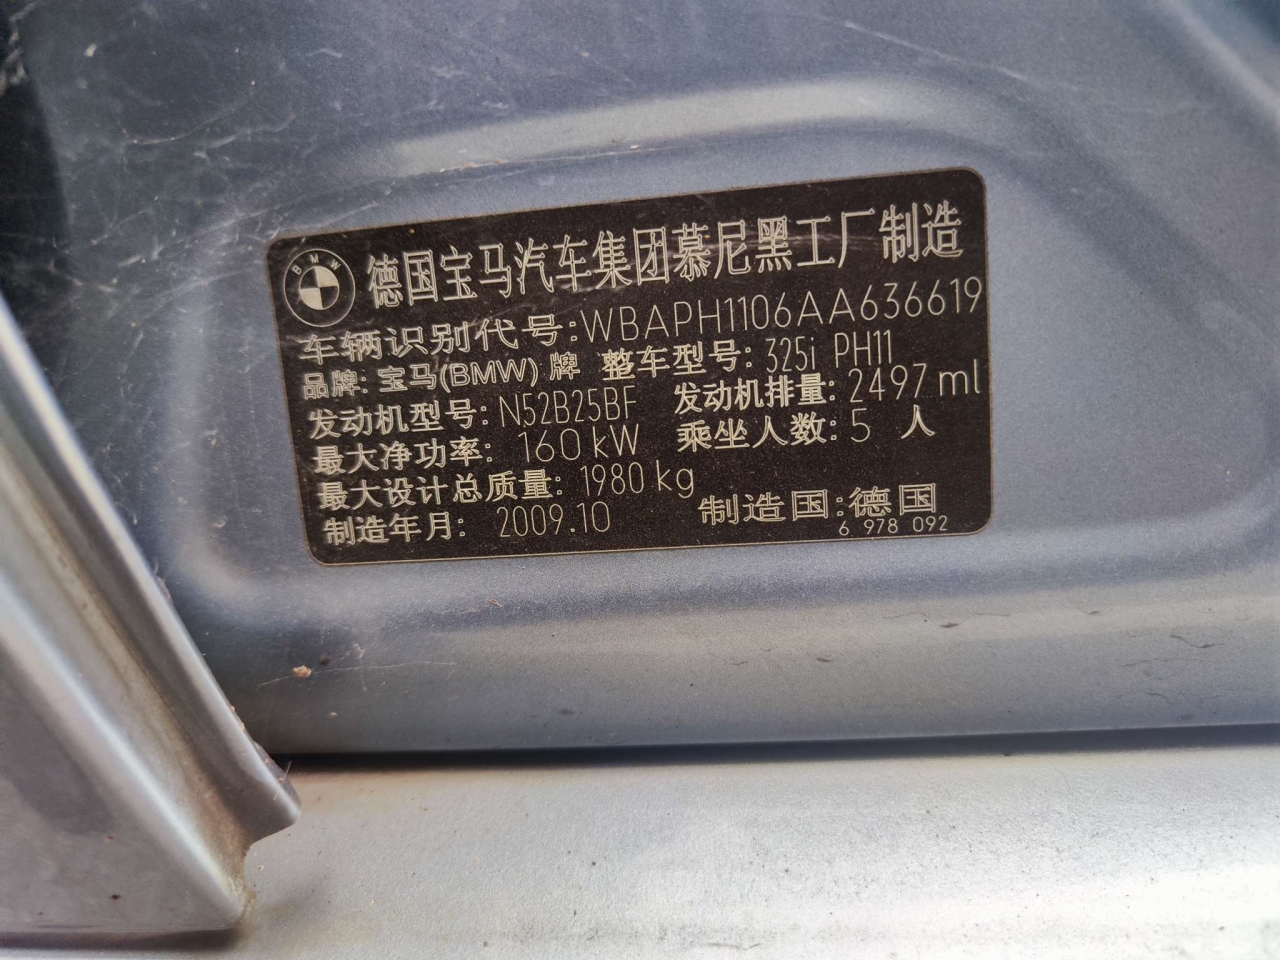 BMW
德国宝马汽车集团慕尼黑工厂制造
车辆识别代号:WBAPH1106AA636619
品牌: 宝马(BMW)牌 整车型号: 325i PH11
发动机型号: N52B25BF 发动机排量: 2497 ml
最大净功率: 160 kW 乘坐人数: 5 人
最大设计总质量: 1980 kg
制造年月: 2009.10 制造国:德国
6 978 092